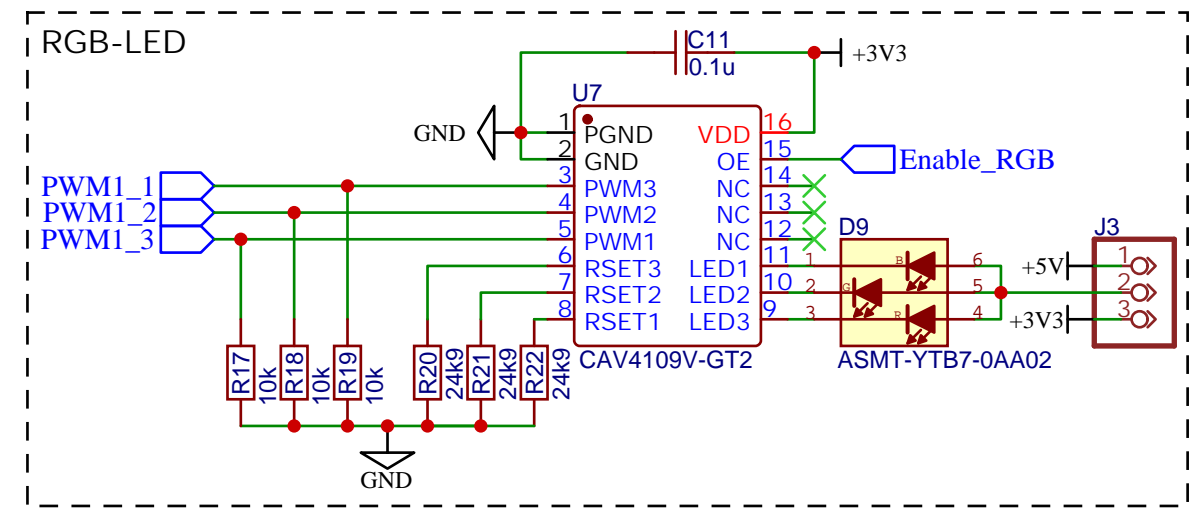 RGB-LED
C11
0.1u
+3V3
U7
GND
1 PGND VDD 16
2 GND OE 15
Enable_RGB
PWM1_1
3 PWM3 NC 14
PWM1_2
4 PWM2 NC 13
PWM1_3
5 PWM1 NC 12
D9
J3
6 RSET3 LED1 11
1 B 6
+5V
1
7 RSET2 LED2 10
2 G 5
2
8 RSET1 LED3 9
3 R 4
+3V3
3
CAV4109V-GT2
ASMT-YTB7-0AA02
R17
10k
R18
10k
R19
10k
R20
24k9
R21
24k9
R22
24k9
GND